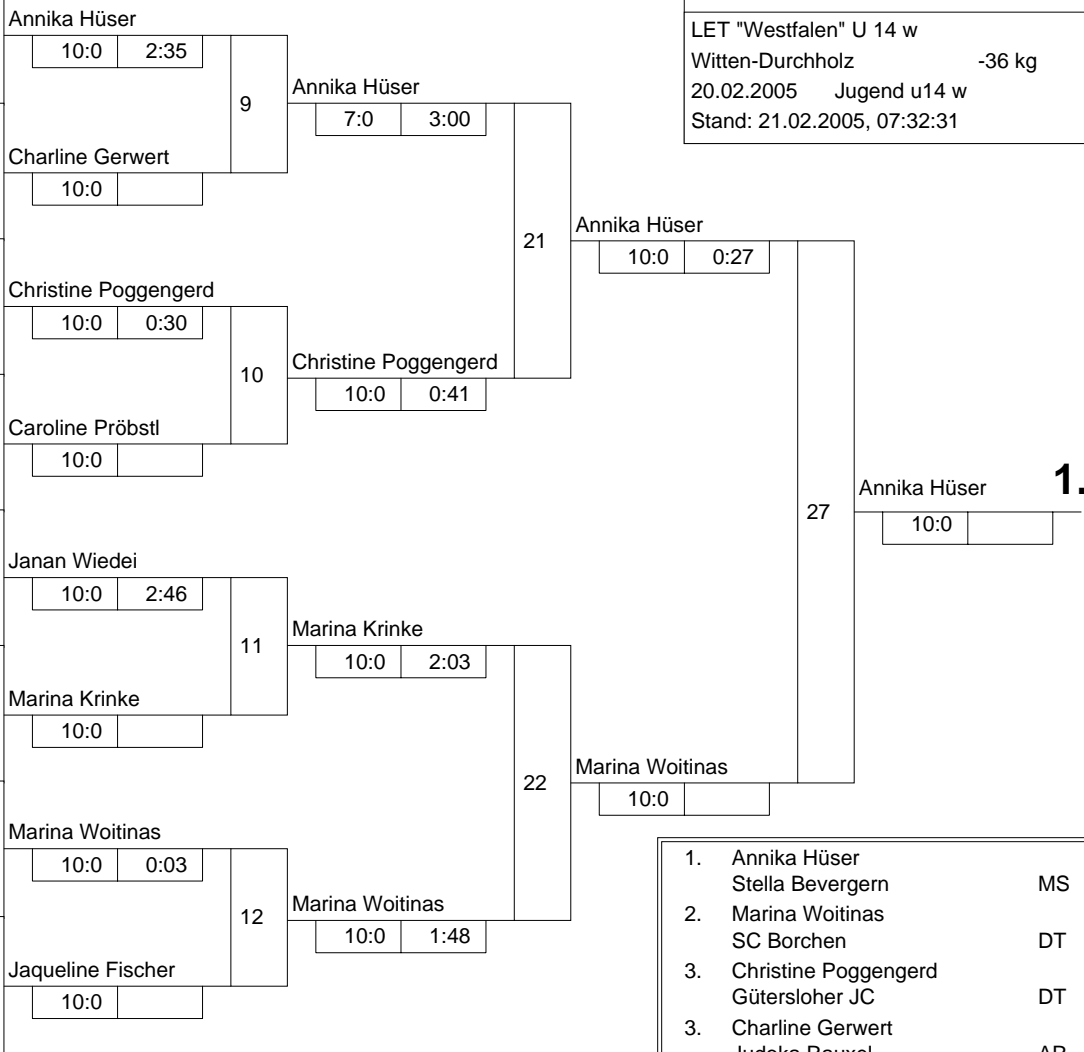 LET "Westfalen" U 14 w
Witten-Durchholz -36 kg
20.02.2005 Jugend u14 w
Stand: 21.02.2005, 07:32:31
Annika Hüser
10:0 2:35
9
Charline Gerwert
10:0
Christine Poggengerd
10:0 0:30
10
Caroline Pröbstl
10:0
Janan Wiedei
10:0 2:46
11
Marina Krinke
10:0
Marina Woitinas
10:0 0:03
12
Jaqueline Fischer
10:0
Annika Hüser
7:0 3:00
21
Christine Poggengerd
10:0 0:41
Marina Krinke
10:0 2:03
22
Marina Woitinas
10:0 1:48
Annika Hüser
10:0 0:27
27
Marina Woitinas
10:0
Annika Hüser 1.
10:0
1. Annika Hüser
Stella Bevergern MS
2. Marina Woitinas
SC Borchen DT
3. Christine Poggengerd
Gütersloher JC DT
3. Charline Gerwert
Judoka Rauxel AR